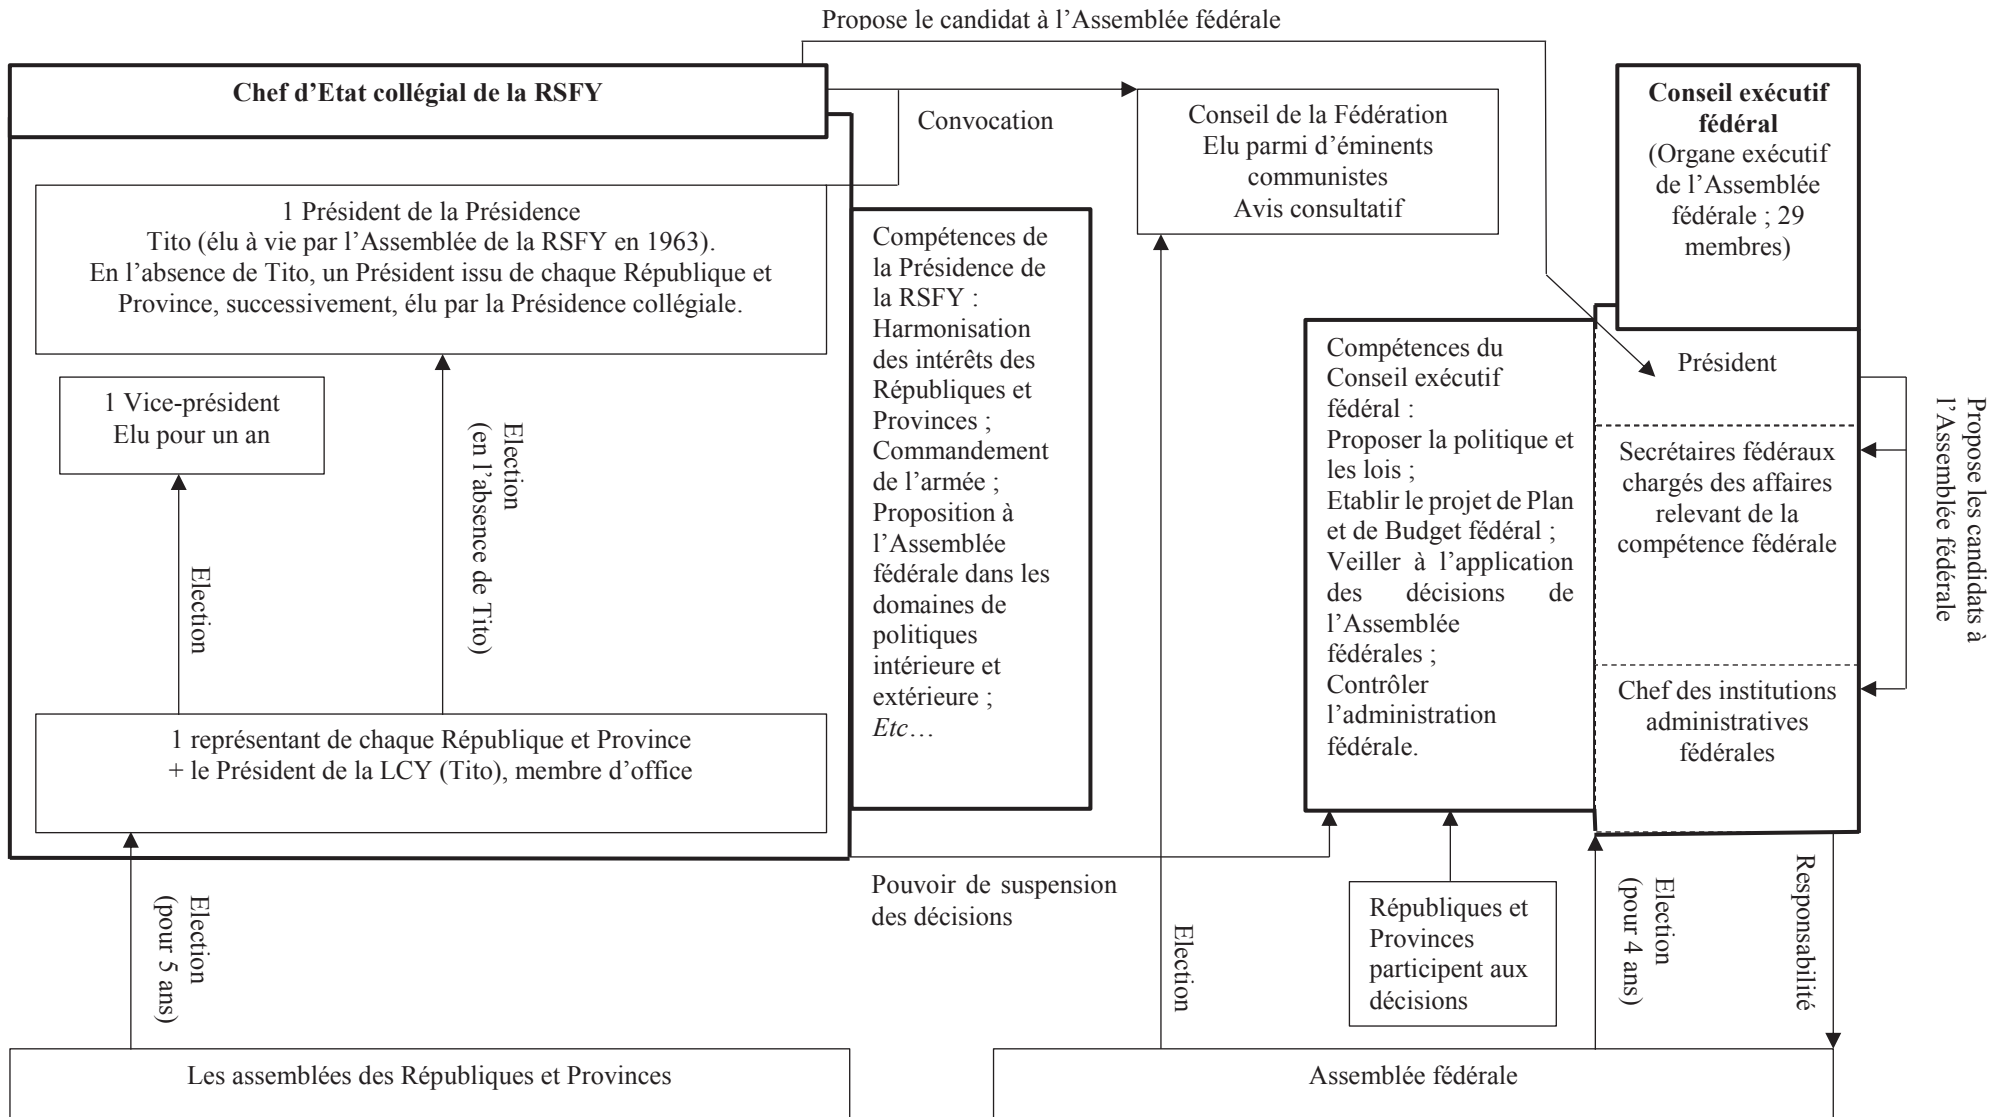 Propose le candidat à l’Assemblée fédérale
Chef d’Etat collégial de la RSFY
Convocation
Conseil de la Fédération
Elu parmi d’éminents
communistes
Avis consultatif
Conseil exécutif
fédéral
(Organe exécutif
de l’Assemblée
fédérale ; 29
membres)
1 Président de la Présidence
Tito (élu à vie par l’Assemblée de la RSFY en 1963).
En l’absence de Tito, un Président issu de chaque République et
Province, successivement, élu par la Présidence collégiale.
1 Vice-président
Elu pour un an
Election
Election
(en l’absence de Tito)
1 représentant de chaque République et Province
+ le Président de la LCY (Tito), membre d’office
Compétences de
la Présidence de
la RSFY :
Harmonisation
des intérêts des
Républiques et
Provinces ;
Commandement
de l’armée ;
Proposition à
l’Assemblée
fédérale dans les
domaines de
politiques
intérieure et
extérieure ;
Etc…
Compétences du
Conseil exécutif
fédéral :
Proposer la politique et
les lois ;
Etablir le projet de Plan
et de Budget fédéral ;
Veiller à l’application
des décisions de
l’Assemblée
fédérales ;
Contrôler
l’administration
fédérale.
Président
Secrétaires fédéraux
chargés des affaires
relevant de la
compétence fédérale
Chef des institutions
administratives
fédérales
Propose les candidats à
l’Assemblée fédérale
Election
(pour 5 ans)
Pouvoir de suspension
des décisions
Election
Républiques et
Provinces
participent aux
décisions
Election
(pour 4 ans)
Responsabilité
Les assemblées des Républiques et Provinces
Assemblée fédérale